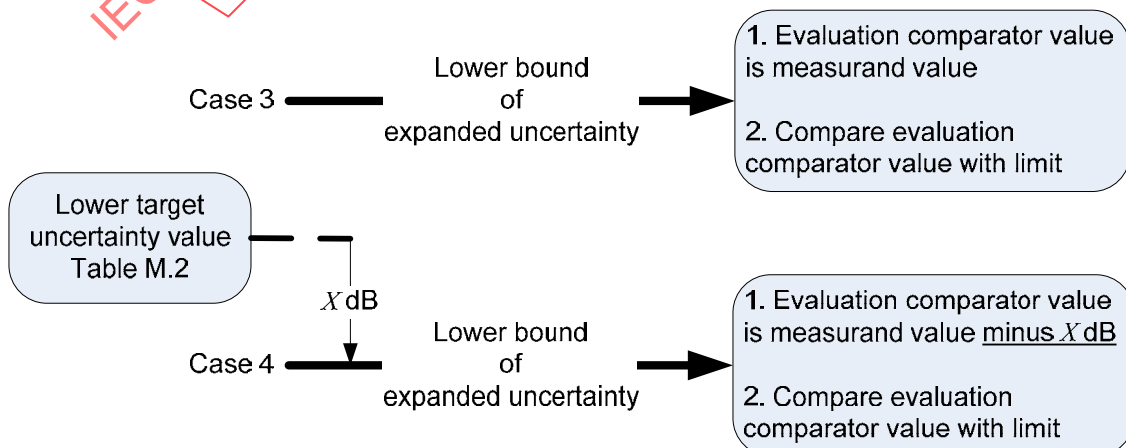 IEC
1. Evaluation comparator value
is measurand value
2. Compare evaluation
comparator value with limit
Lower bound
of
expanded uncertainty
Case 3
Lower target
uncertainty value
Table M.2
X dB
1. Evaluation comparator value
is measurand value minus X dB
2. Compare evaluation
comparator value with limit
Lower bound
of
expanded uncertainty
Case 4